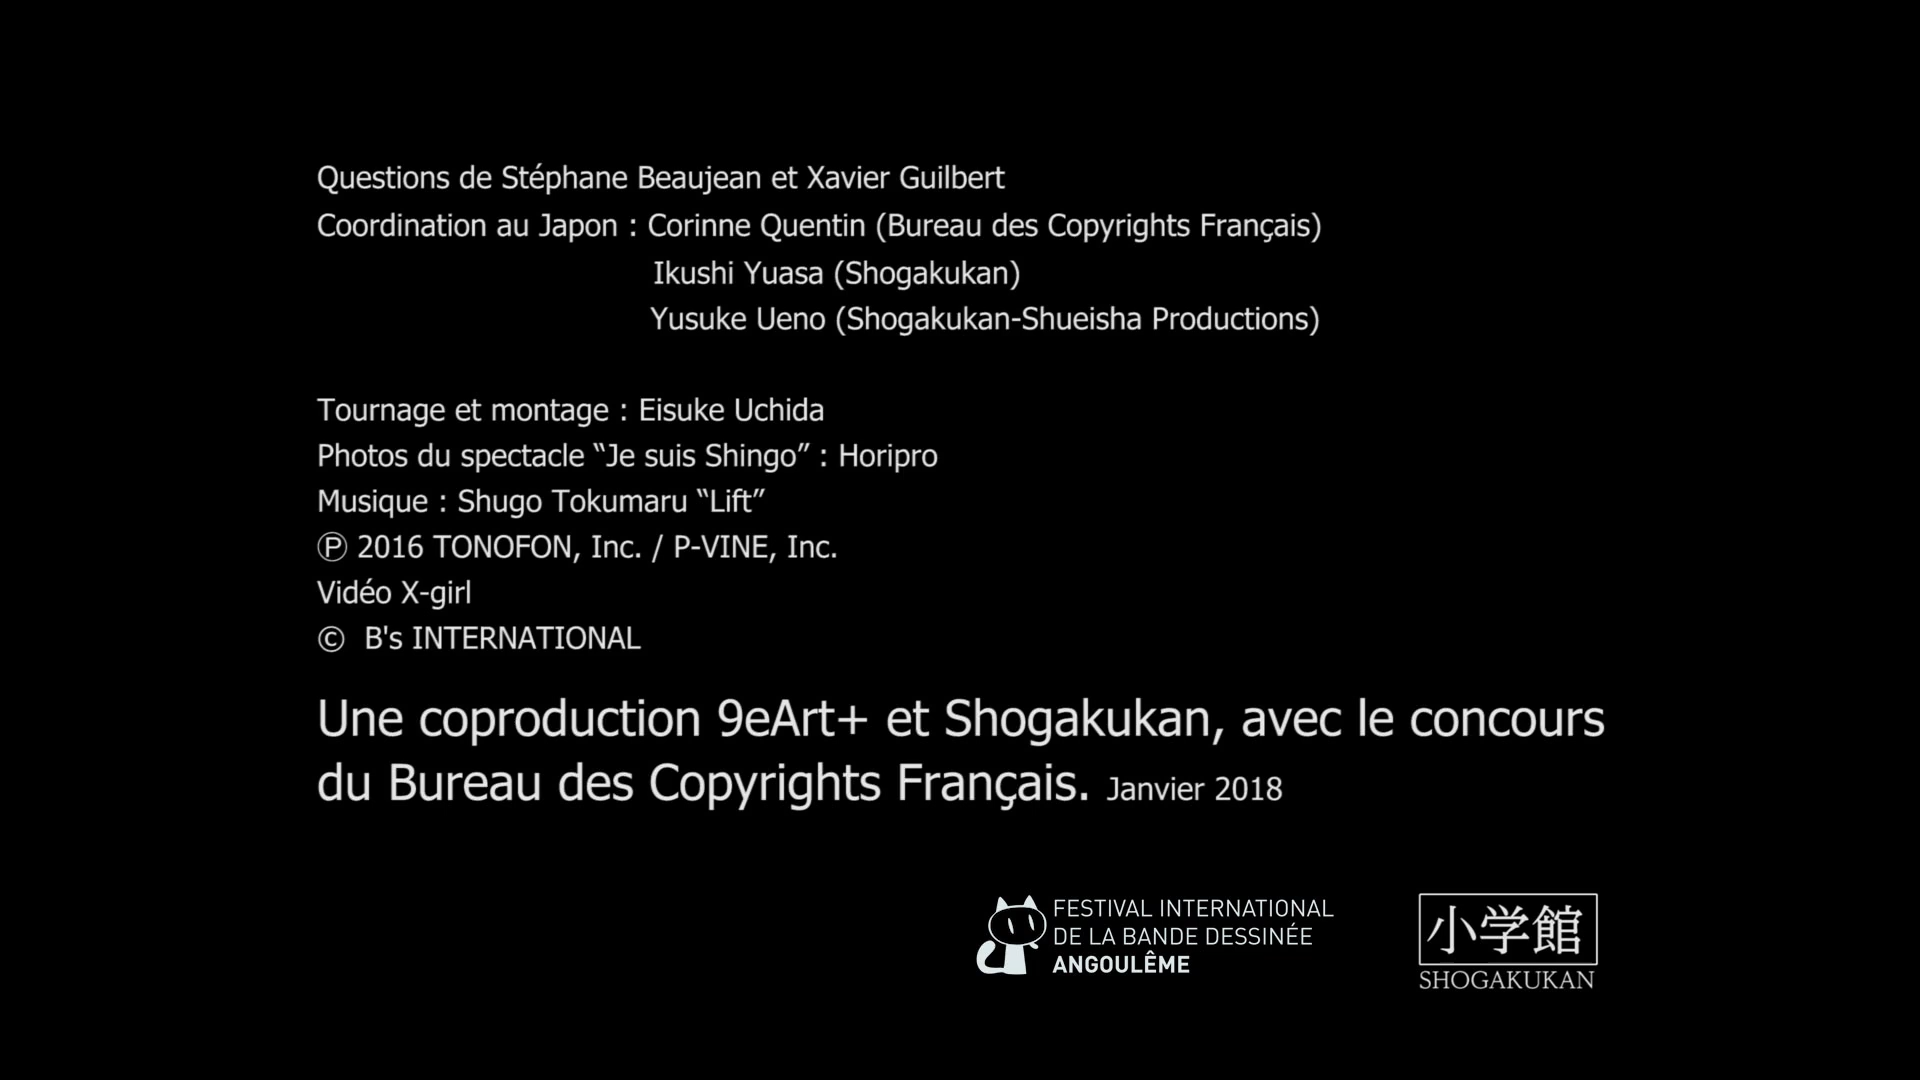 Questions de Stéphane Beaujean et Xavier Guilbert
Coordination au Japon : Corinne Quentin (Bureau des Copyrights Français)
Ikushi Yuasa (Shogakukan)
Yusuke Ueno (Shogakukan-Shueisha Productions)
Tournage et montage : Eisuke Uchida
Photos du spectacle “Je suis Shingo” : Horipro
Musique : Shugo Tokumaru “Lift”
Ⓟ 2016 TONOFON, Inc. / P-VINE, Inc.
Vidéo X-girl
© B's INTERNATIONAL
Une coproduction 9eArt+ et Shogakukan, avec le concours
du Bureau des Copyrights Français. Janvier 2018
FESTIVAL INTERNATIONAL
DE LA BANDE DESSINÉE
ANGOULÊME
小学館
SHOGAKUKAN